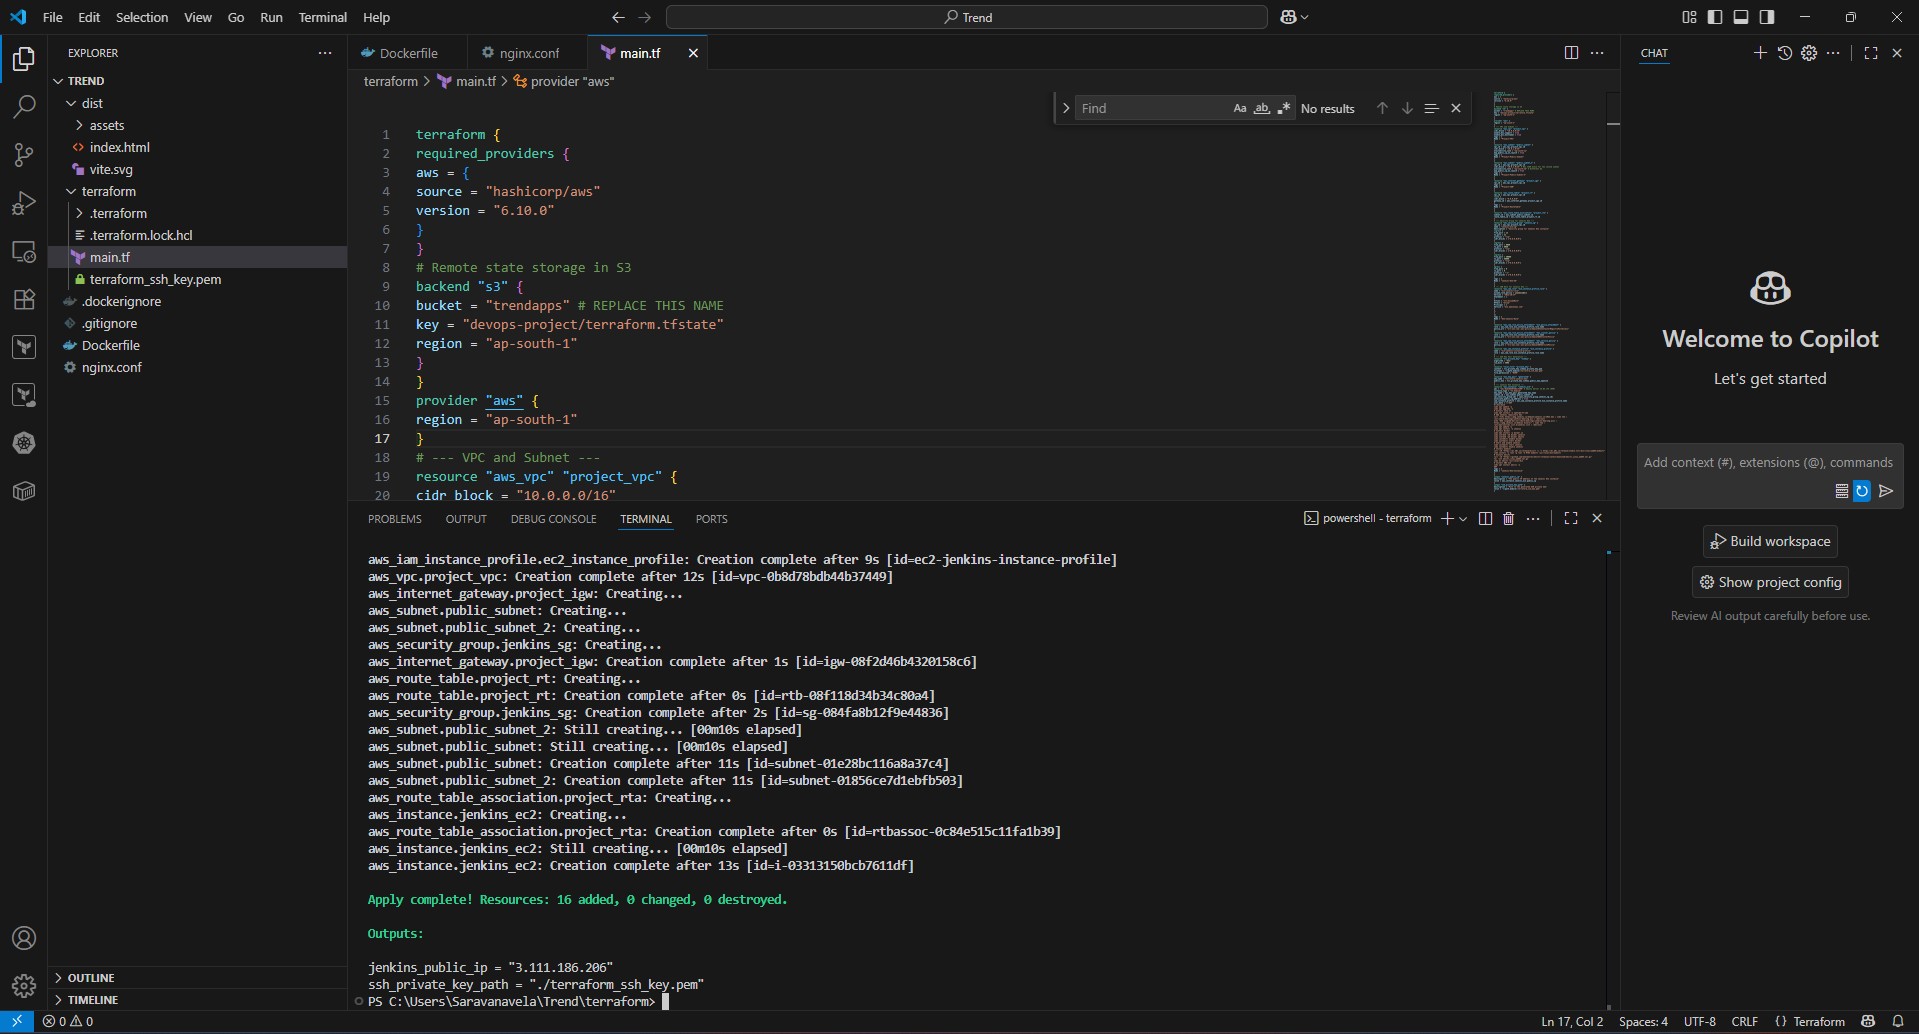 File Edit Selection View Go Run Terminal Help
Trend
EXPLORER
TREND
dist
assets
index.html
vite.svg
terraform
.terraform
.terraform.lock.hcl
main.tf
terraform_ssh_key.pem
.dockerignore
.gitignore
Dockerfile
nginx.conf
OUTLINE
TIMELINE
Dockerfile nginx.conf main.tf
terraform > main.tf > provider "aws"
Find Aa ab .* No results
1 terraform {
2 required_providers {
3 aws = {
4 source = "hashicorp/aws"
5 version = "6.10.0"
6 }
7 }
8 # Remote state storage in S3
9 backend "s3" {
10 bucket = "trendapps" # REPLACE THIS NAME
11 key = "devops-project/terraform.tfstate"
12 region = "ap-south-1"
13 }
14 }
15 provider "aws" {
16 region = "ap-south-1"
17 }
18 # --- VPC and Subnet ---
19 resource "aws_vpc" "project_vpc" {
20 cidr_block = "10.0.0.0/16"
PROBLEMS OUTPUT DEBUG CONSOLE TERMINAL PORTS
powershell - terraform
aws_iam_instance_profile.ec2_instance_profile: Creation complete after 9s [id=ec2-jenkins-instance-profile]
aws_vpc.project_vpc: Creation complete after 12s [id=vpc-0b8d78bdb44b37449]
aws_internet_gateway.project_igw: Creating...
aws_subnet.public_subnet: Creating...
aws_subnet.public_subnet_2: Creating...
aws_security_group.jenkins_sg: Creating...
aws_internet_gateway.project_igw: Creation complete after 1s [id=igw-08f2d46b4320158c6]
aws_route_table.project_rt: Creating...
aws_route_table.project_rt: Creation complete after 0s [id=rtb-08f118d34b34c80a4]
aws_security_group.jenkins_sg: Creation complete after 2s [id=sg-084fa8b12f9e44836]
aws_subnet.public_subnet_2: Still creating... [00m10s elapsed]
aws_subnet.public_subnet: Still creating... [00m10s elapsed]
aws_subnet.public_subnet: Creation complete after 11s [id=subnet-01e28bc116a8a37c4]
aws_subnet.public_subnet_2: Creation complete after 11s [id=subnet-01856ce7d1ebfb503]
aws_route_table_association.project_rta: Creating...
aws_instance.jenkins_ec2: Creating...
aws_route_table_association.project_rta: Creation complete after 0s [id=rtbassoc-0c84e515c11fa1b39]
aws_instance.jenkins_ec2: Still creating... [00m10s elapsed]
aws_instance.jenkins_ec2: Creation complete after 13s [id=i-03313150bcb7611df]
Apply complete! Resources: 16 added, 0 changed, 0 destroyed.
Outputs:
jenkins_public_ip = "3.111.186.206"
ssh_private_key_path = "./terraform_ssh_key.pem"
PS C:\Users\Saravanavela\Trend\terraform>
CHAT
Welcome to Copilot
Let's get started
Add context (#), extensions (@), commands
Build workspace
Show project config
Review AI output carefully before use.
0 0
Ln 17, Col 2 Spaces: 4 UTF-8 CRLF {} Terraform